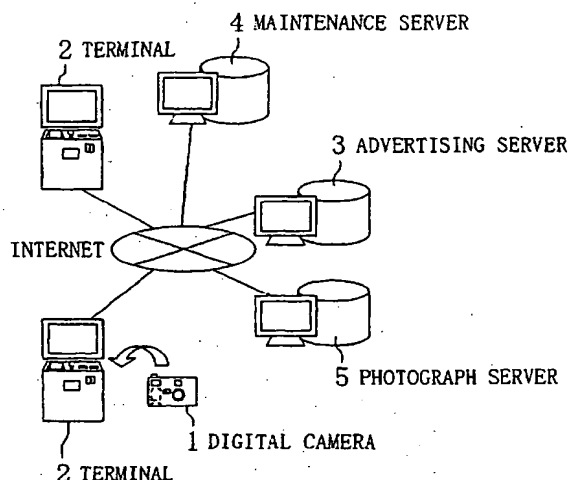 4 MAINTENANCE SERVER
2 TERMINAL
3 ADVERTISING SERVER
INTERNET
5 PHOTOGRAPH SERVER
1 DIGITAL CAMERA
2 TERMINAL